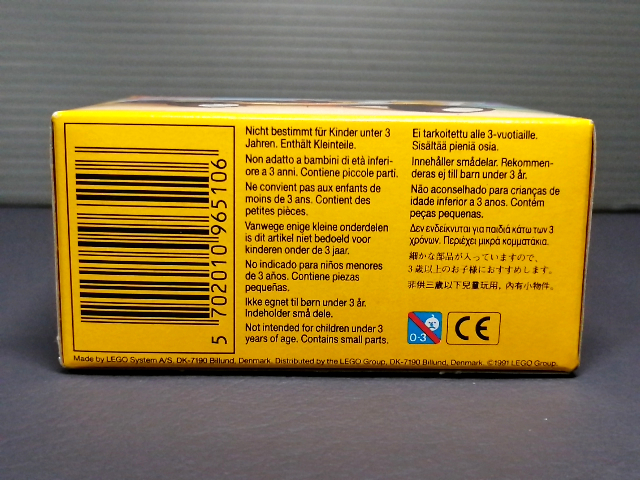 5 702010 965106
Nicht bestimmt für Kinder unter 3
Jahren. Enthält Kleinteile.
Non adatto a bambini di età inferi-
ore a 3 anni. Contiene piccole parti.
Ne convient pas aux enfants de
moins de 3 ans. Contient des
petites pièces.
Vanwege enige kleine onderdelen
is dit artikel niet bedoeld voor
kinderen onder de 3 jaar.
No indicado para niños menores
de 3 años. Contiene piezas
pequeñas.
Ikke egnet til børn under 3 år.
Indeholder små dele.
Not intended for children under 3
years of age. Contains small parts.
Ei tarkoitettu alle 3-vuotiaille.
Sisältää pieniä osia.
Innehåller smådelar. Rekommen-
deras ej till barn under 3 år.
Não aconselhado para crianças de
idade inferior a 3 anos. Contém
peças pequenas.
Δεν ενδείκνυται για παιδιά κάτω των 3
χρόνων. Περιέχει μικρά κομματάκια.
細かな部品が入っていますので、
3歳以上のお子様におすすめします。
非供三歲以下兒童玩用，內有小物件。
0-3 CE
Made by LEGO System A/S, DK-7190 Billund, Denmark. Distributed by the LEGO Group, DK-7190 Billund, Denmark. ©1991 LEGO Group.